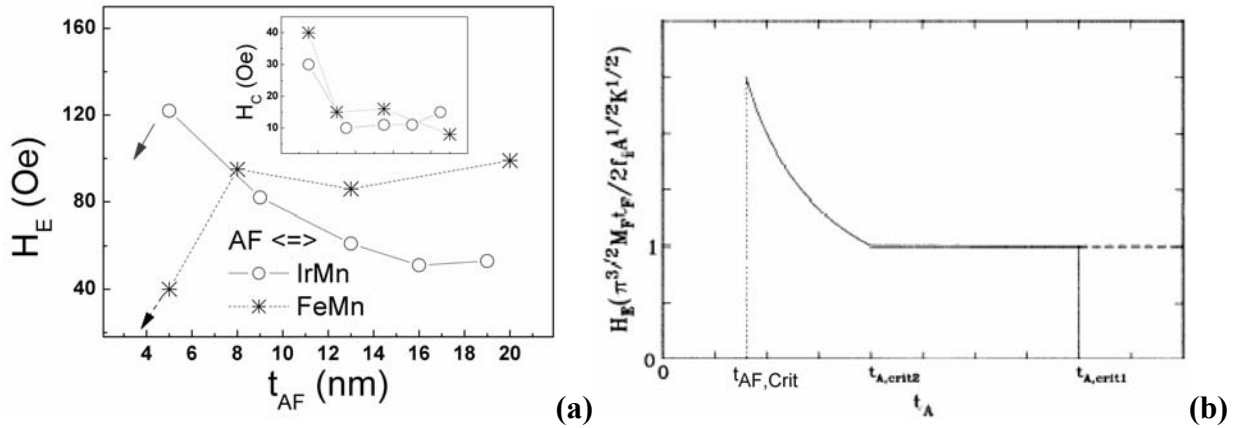 160
120
80
40
H_E (Oe)
4 6 8 10 12 14 16 18 20
t_AF (nm)
40
30
20
10
H_C (Oe)
AF <=>
IrMn
FeMn
(a)
H_E(π^3/2 M_F t_F/2f_i A^1/2 K^1/2)
1
0
0
t_AF,Crit
t_A,crit2
t_A,crit1
t_A
(b)